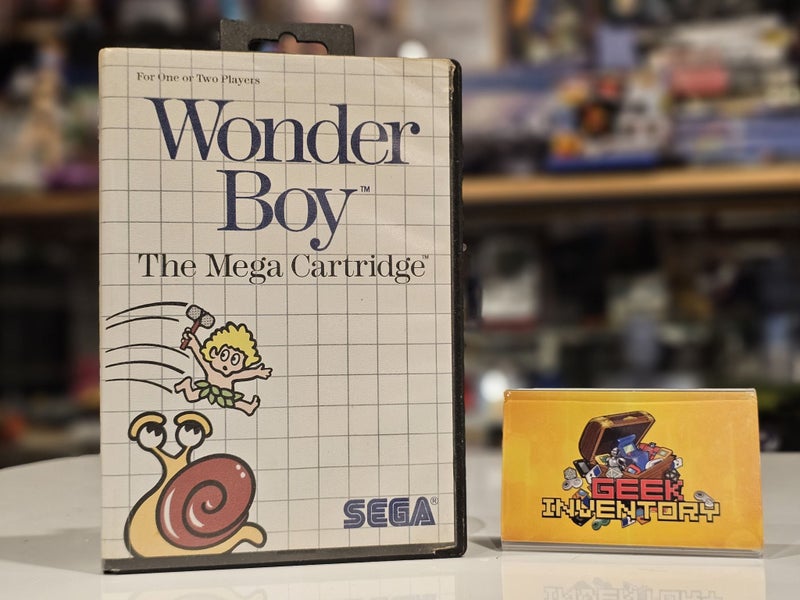 For One or Two Players
Wonder
Boy™
The Mega Cartridge™
SEGA®
GEEK
INVENTORY